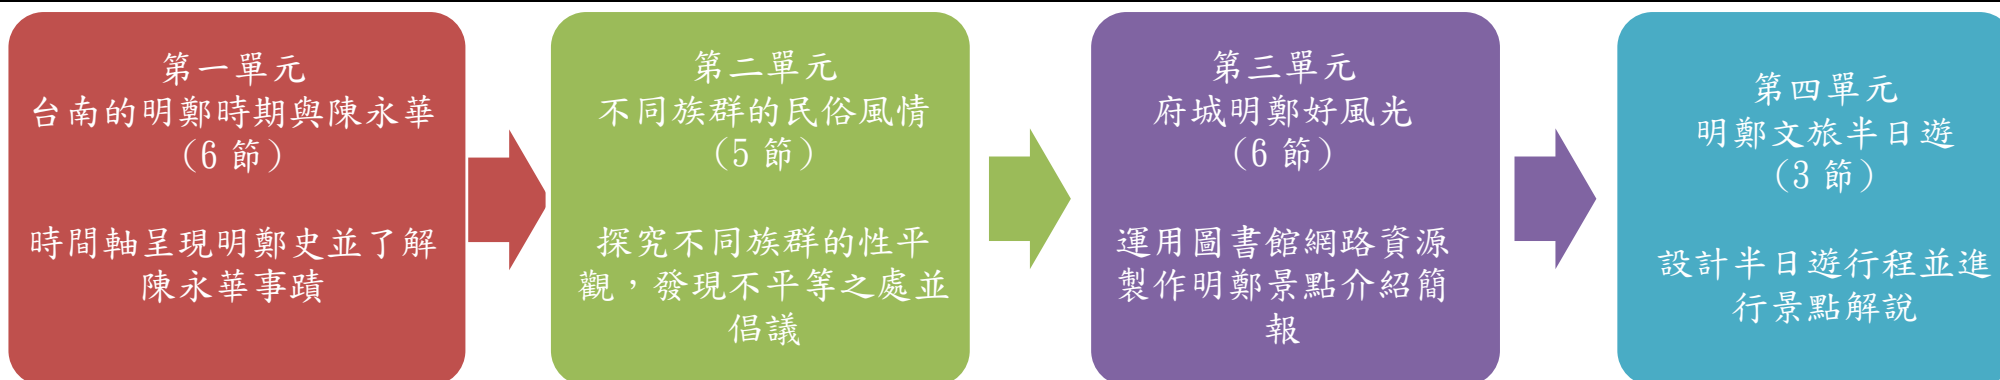 第一單元
台南的明鄭時期與陳永華
(6 節)
時間軸呈現明鄭史並了解
陳永華事蹟
第二單元
不同族群的民俗風情
(5 節)
探究不同族群的性平
觀，發現不平等之處並
倡議
第三單元
府城明鄭好風光
(6 節)
運用圖書館網路資源
製作明鄭景點介紹簡
報
第四單元
明鄭文旅半日遊
(3 節)
設計半日遊行程並進
行景點解說